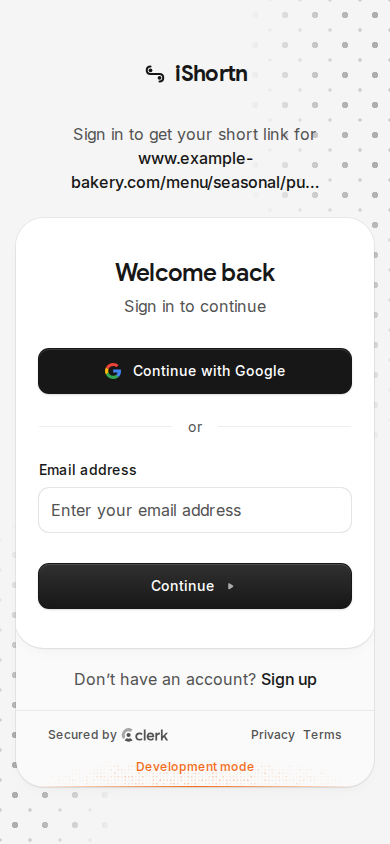 iShortn
Sign in to get your short link for
www.example-
bakery.com/menu/seasonal/pu...
Welcome back
Sign in to continue
Continue with Google
or
Email address
Enter your email address
Continue
Don’t have an account? Sign up
Secured by clerk
Privacy Terms
Development mode